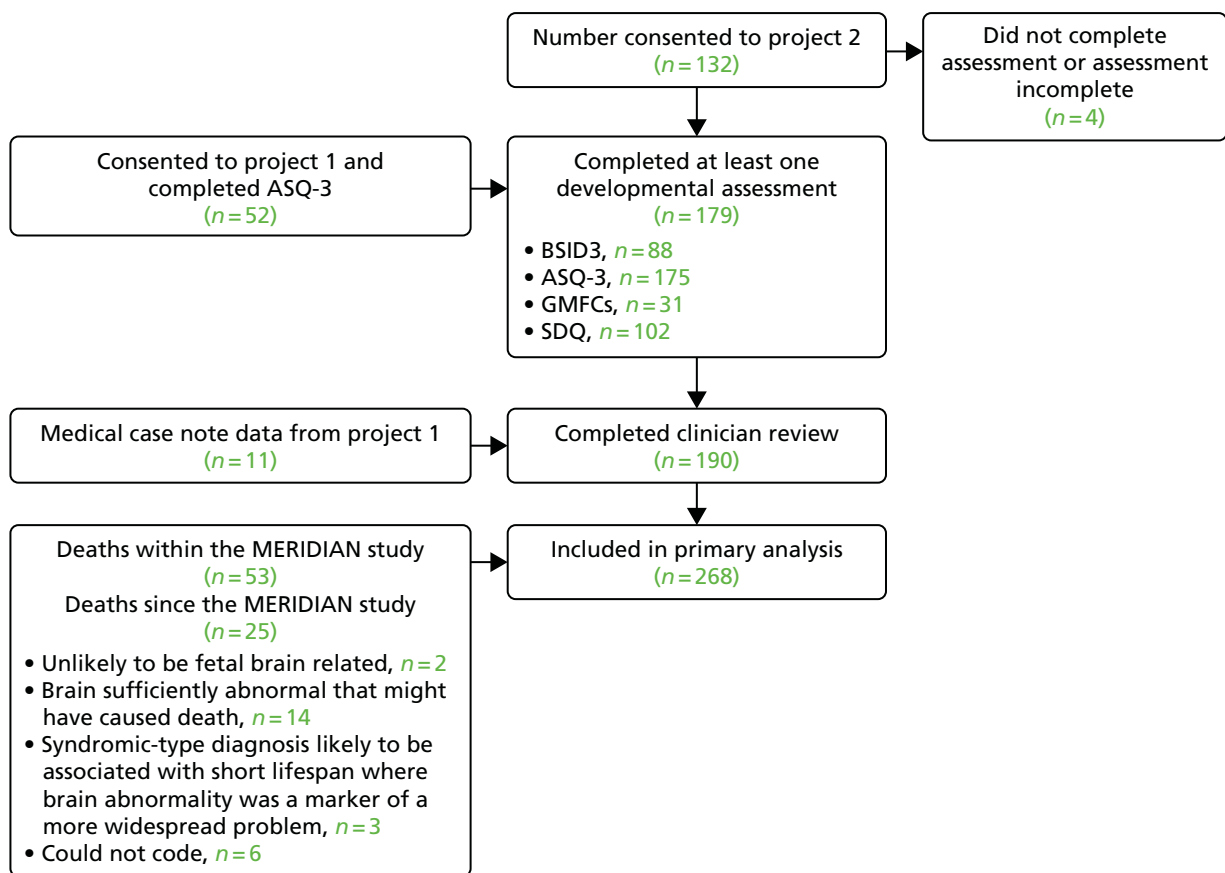 Number consented to project 2
(n=132)
Did not complete
assessment or assessment
incomplete
(n=4)
Consented to project 1 and
completed ASQ-3
(n=52)
Completed at least one
developmental assessment
(n=179)
• BSID3, n=88
• ASQ-3, n=175
• GMFCs, n=31
• SDQ, n=102
Medical case note data from project 1
(n=11)
Completed clinician review
(n=190)
Deaths within the MERIDIAN study
(n=53)
Deaths since the MERIDIAN study
(n=25)
• Unlikely to be fetal brain related, n=2
• Brain sufficiently abnormal that might
have caused death, n=14
• Syndromic-type diagnosis likely to be
associated with short lifespan where
brain abnormality was a marker of a
more widespread problem, n=3
• Could not code, n=6
Included in primary analysis
(n=268)